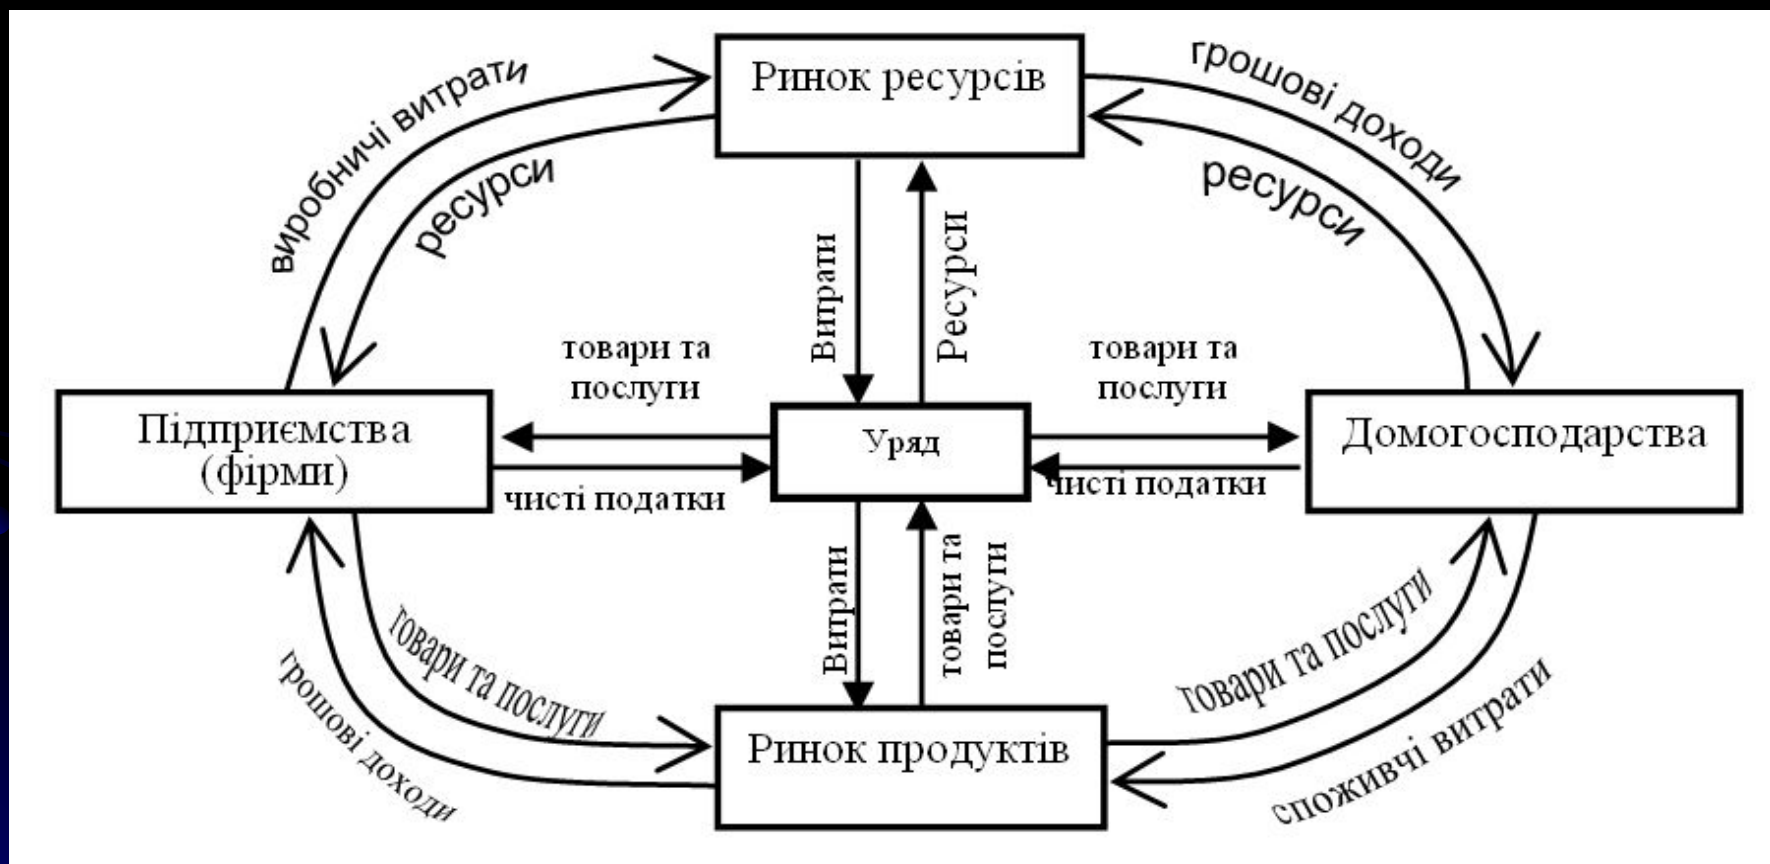 Ринок ресурсів
виробничі витрати
ресурси
грошові доходи
ресурси
Витрати
Ресурси
товари та
послуги
товари та
послуги
Підприємства
(фірми)
Уряд
Домогосподарства
чисті податки
чисті податки
Витрати
товари та
послуги
товари та послуги
грошові доходи
товари та послуги
споживчі витрати
Ринок продуктів